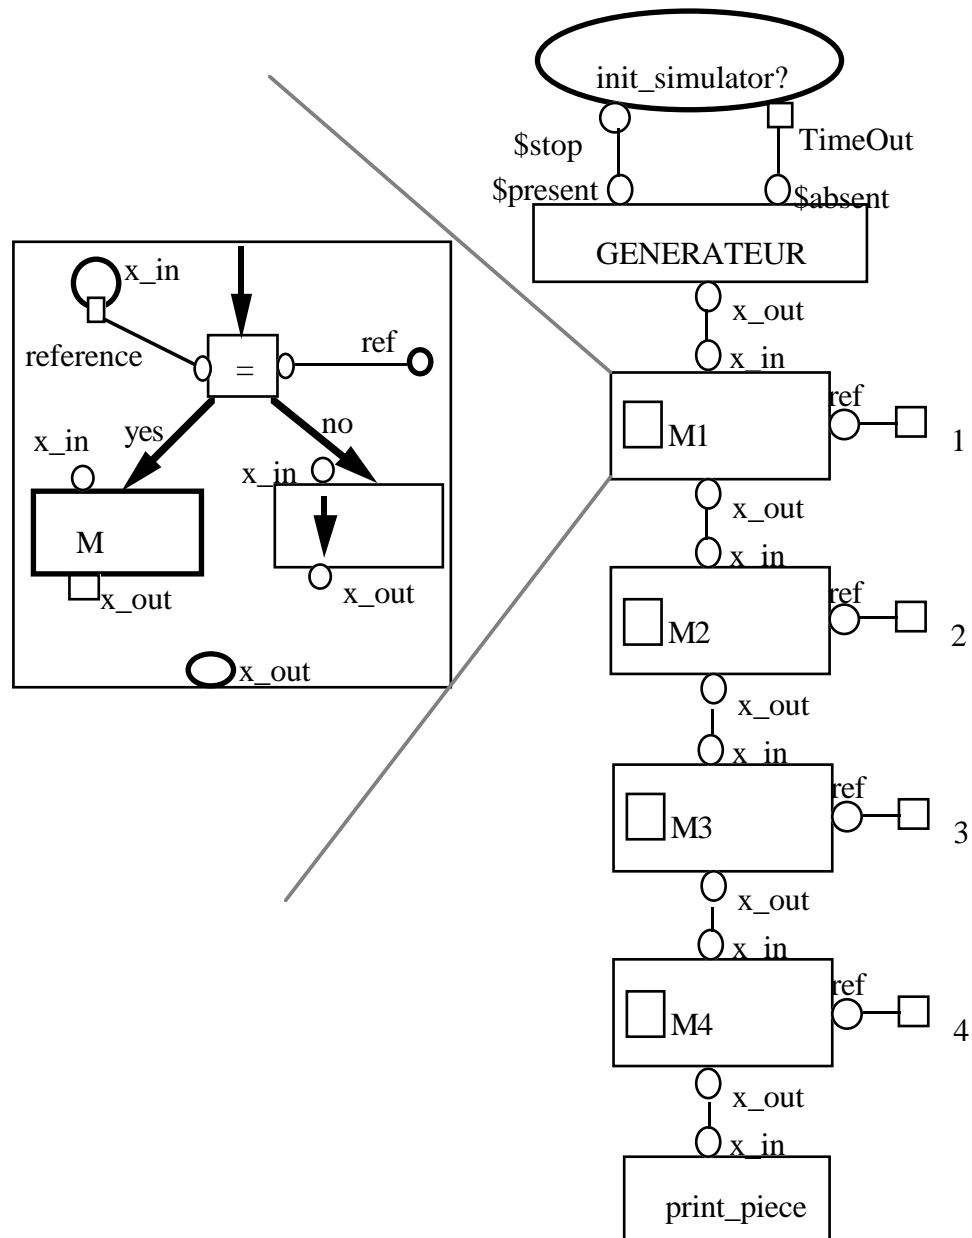 init_simulator?
$stop
TimeOut
$present
$absent
GENERATEUR
x_out
x_in
ref
M1
1
x_out
x_in
ref
M2
2
x_out
x_in
ref
M3
3
x_out
x_in
ref
M4
4
x_out
x_in
print_piece
x_in
reference
ref
=
yes
no
x_in
x_in
M
x_out
x_out
x_out